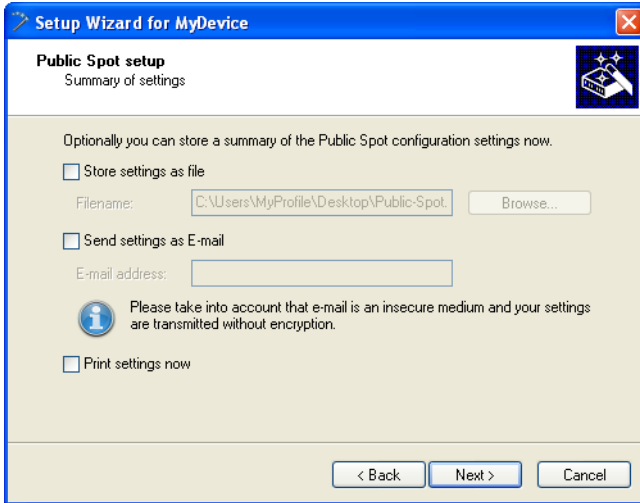 Setup Wizard for MyDevice
Public Spot setup
Summary of settings
Optionally you can store a summary of the Public Spot configuration settings now.
Store settings as file
Filename: C:\Users\MyProfile\Desktop\Public-Spot. Browse...
Send settings as E-mail
E-mail address:
Please take into account that e-mail is an insecure medium and your settings
are transmitted without encryption.
Print settings now
< Back Next > Cancel